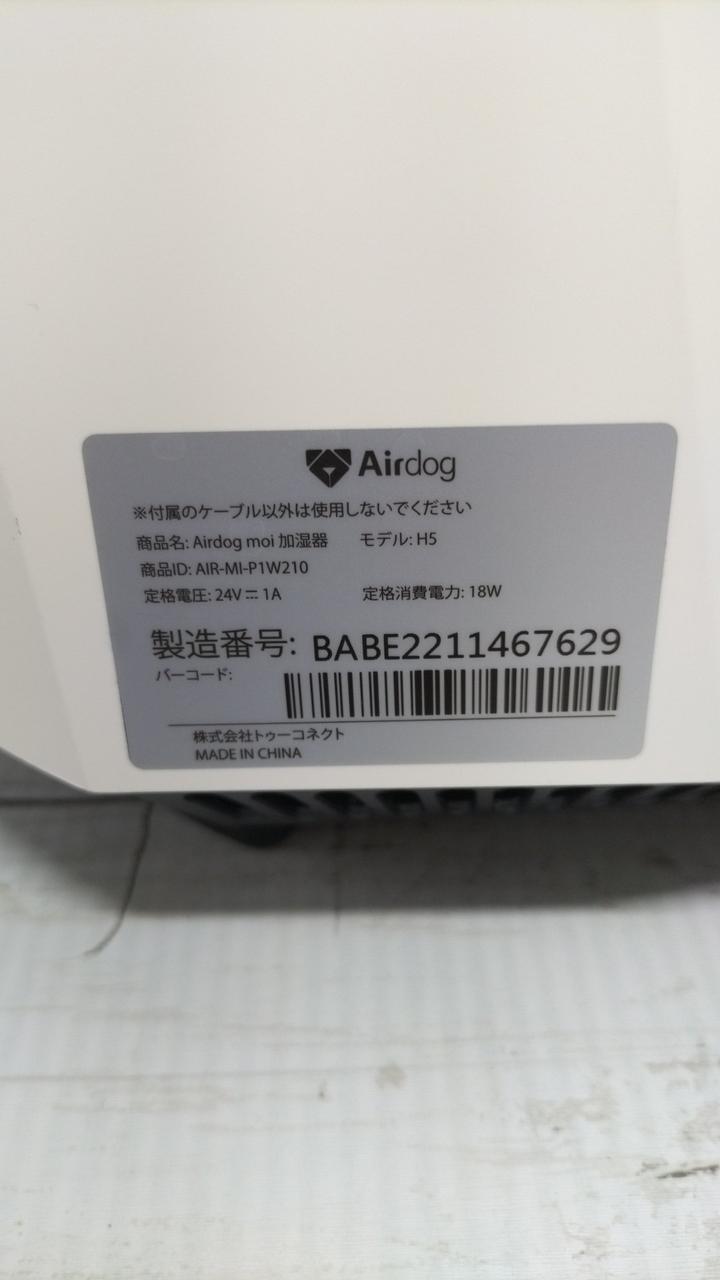 Airdog
※付属のケーブル以外は使用しないでください
商品名: Airdog moi 加湿器 モデル: H5
商品ID: AIR-MI-P1W210
定格電圧: 24V⎓1A 定格消費電力: 18W
製造番号: BABE2211467629
バーコード:
株式会社トゥーコネクト
MADE IN CHINA